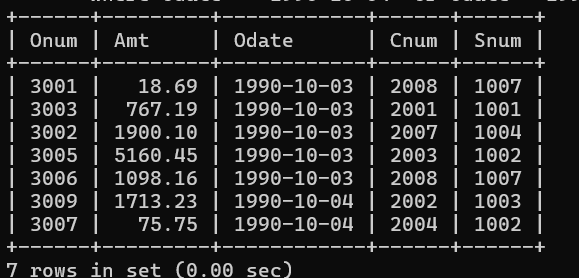 +------+---------+------------+------+------+
| Onum | Amt     | Odate      | Cnum | Snum |
+------+---------+------------+------+------+
| 3001 |   18.69 | 1990-10-03 | 2008 | 1007 |
| 3003 |  767.19 | 1990-10-03 | 2001 | 1001 |
| 3002 | 1900.10 | 1990-10-03 | 2007 | 1004 |
| 3005 | 5160.45 | 1990-10-03 | 2003 | 1002 |
| 3006 | 1098.16 | 1990-10-03 | 2008 | 1007 |
| 3009 | 1713.23 | 1990-10-04 | 2002 | 1003 |
| 3007 |   75.75 | 1990-10-04 | 2004 | 1002 |
+------+---------+------------+------+------+
7 rows in set (0.00 sec)